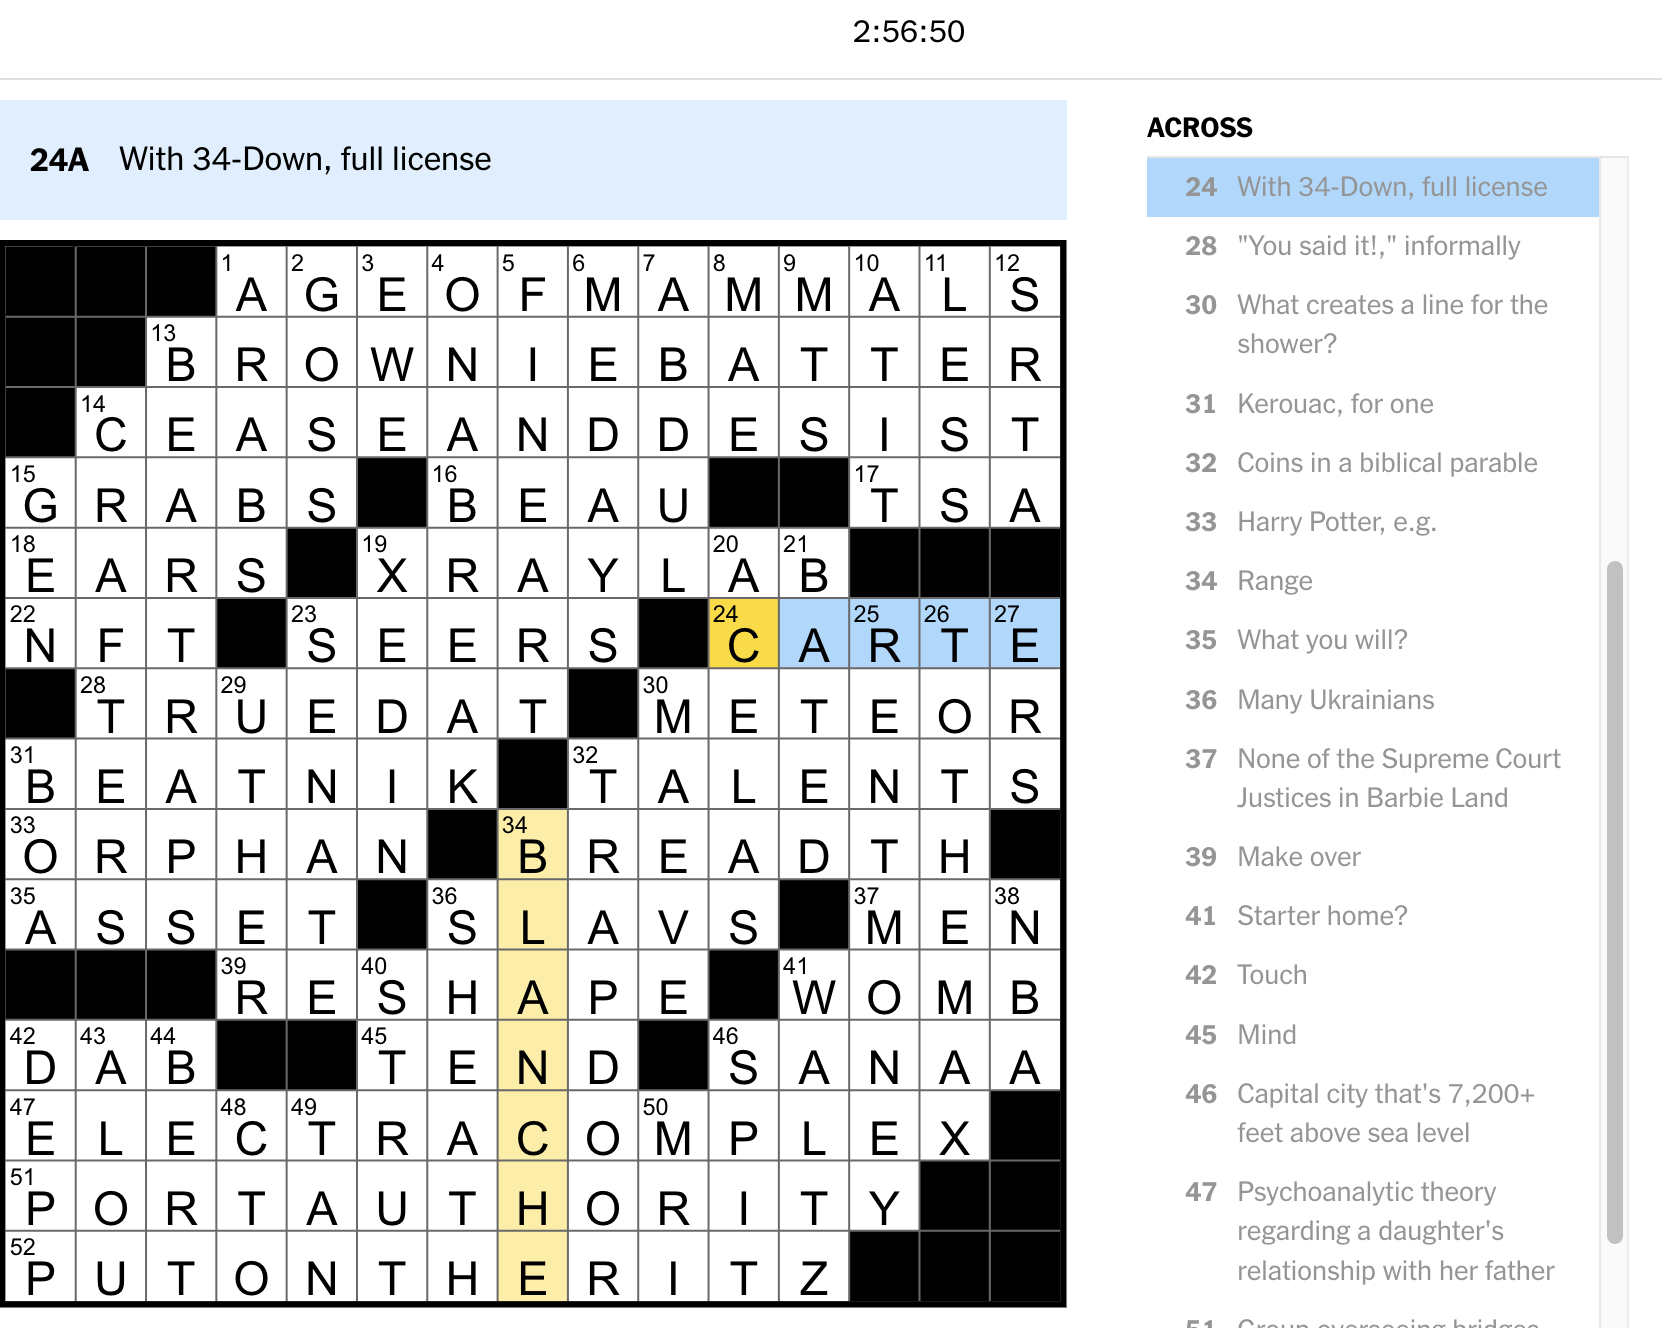 2:56:50
24A With 34-Down, full license
1 2 3 4 5 6 7 8 9 10 11 12
A G E O F M A M M A L S
13
B R O W N I E B A T T E R
14
C E A S E A N D D E S I S T
15 16 17
G R A B S B E A U T S A
18 19 20 21
E A R S X R A Y L A B
22 23 24 25 26 27
N F T S E E R S C A R T E
28 29 30
T R U E D A T M E T E O R
31 32
B E A T N I K T A L E N T S
33 34
O R P H A N B R E A D T H
35 36 37 38
A S S E T S L A V S M E N
39 40 41
R E S H A P E W O M B
42 43 44 45 46
D A B T E N D S A N A A
47 48 49 50
E L E C T R A C O M P L E X
51
P O R T A U T H O R I T Y
52
P U T O N T H E R I T Z
ACROSS
24 With 34-Down, full license
28 "You said it!," informally
30 What creates a line for the
shower?
31 Kerouac, for one
32 Coins in a biblical parable
33 Harry Potter, e.g.
34 Range
35 What you will?
36 Many Ukrainians
37 None of the Supreme Court
Justices in Barbie Land
39 Make over
41 Starter home?
42 Touch
45 Mind
46 Capital city that's 7,200+
feet above sea level
47 Psychoanalytic theory
regarding a daughter's
relationship with her father
51 Group overseeing bridges